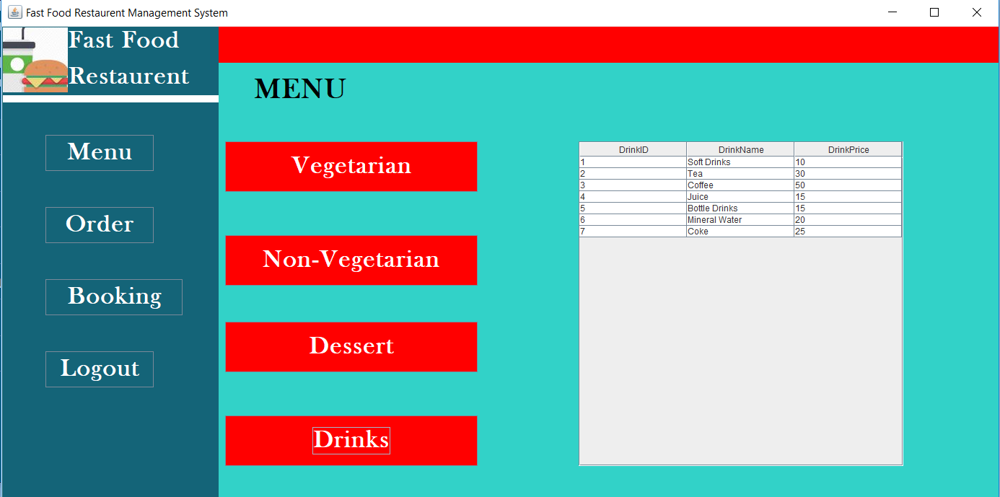 Fast Food Restaurent Management System
Fast Food
Restaurent
MENU
Menu
Order
Booking
Logout
Vegetarian
Non-Vegetarian
Dessert
Drinks
DrinkID DrinkName DrinkPrice
1 Soft Drinks 10
2 Tea 30
3 Coffee 50
4 Juice 15
5 Bottle Drinks 15
6 Mineral Water 20
7 Coke 25